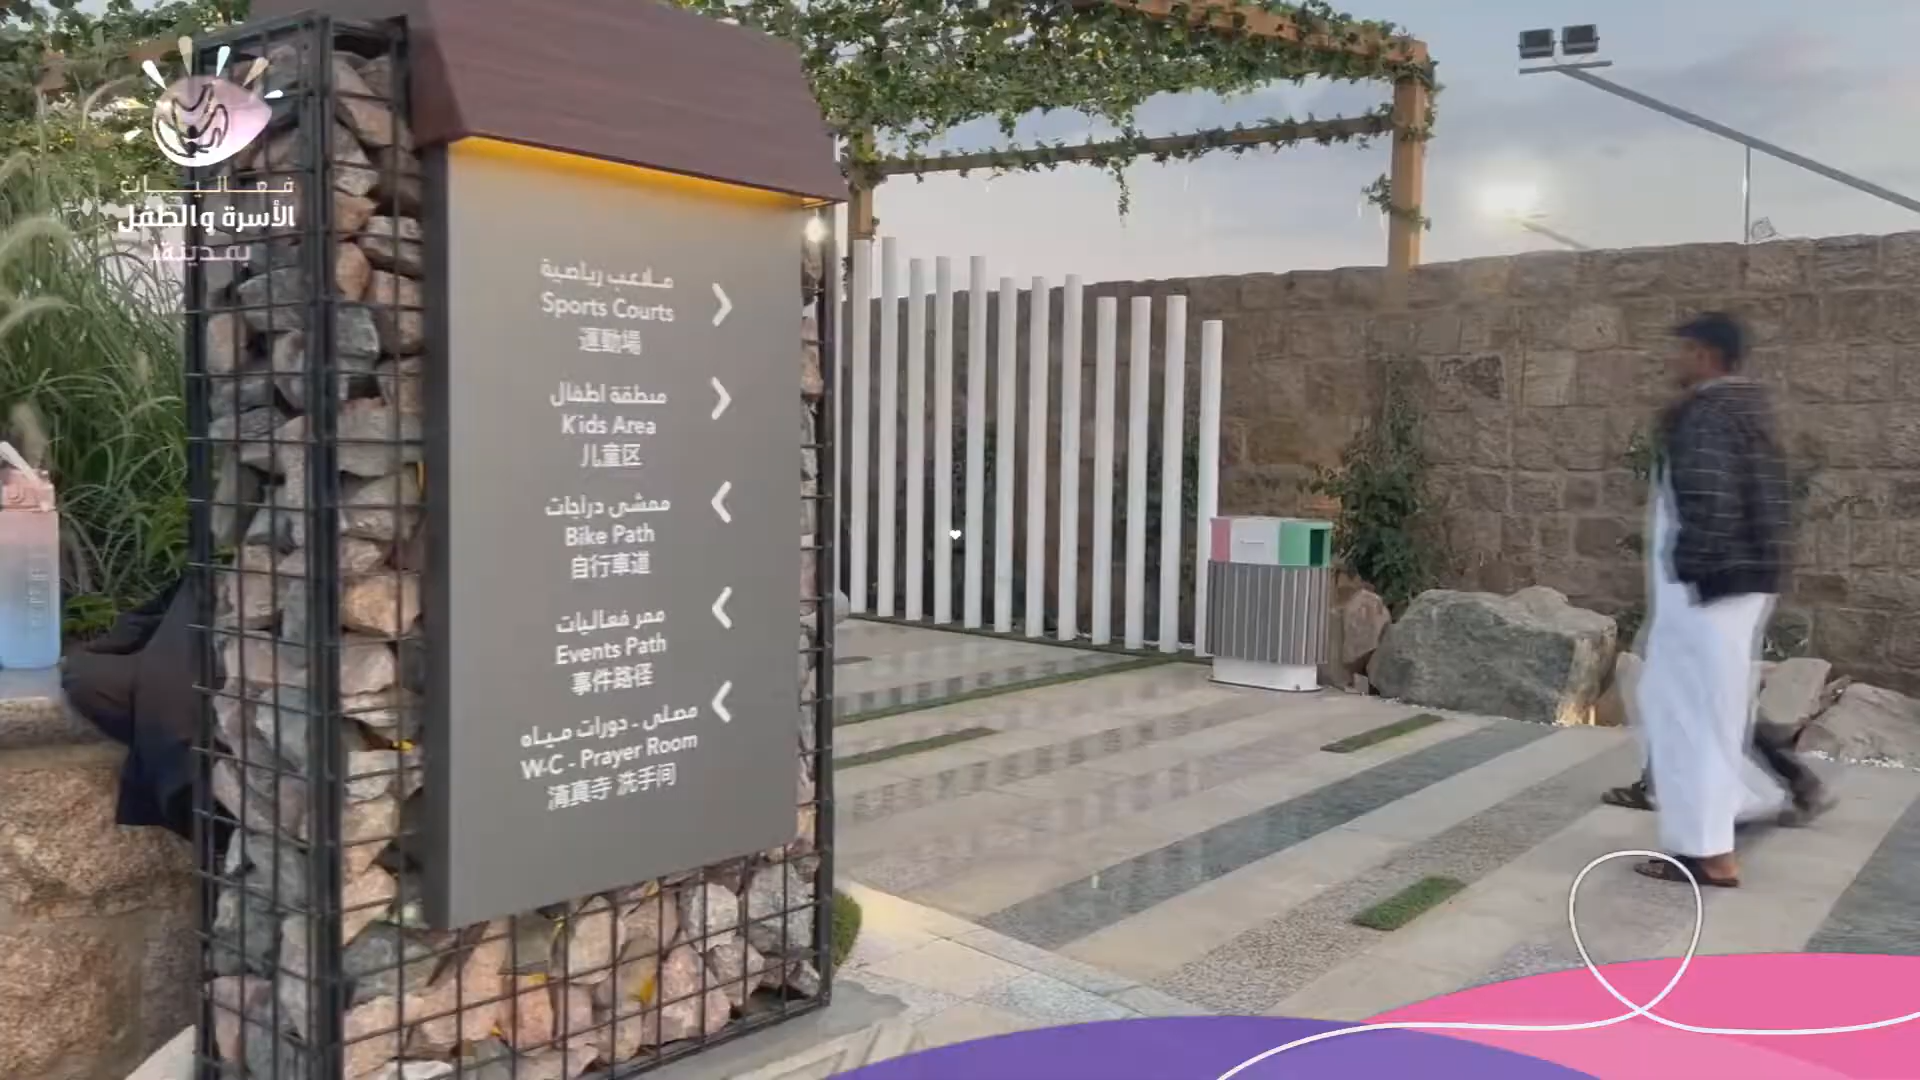 فعاليات
الأسرة والطفل
ملاعب رياضية
Sports Courts
運動場
منطقة اطفال
Kids Area
儿童区
ممشى دراجات
Bike Path
自行車道
ممر فعاليات
Events Path
事件路径
مصلى - دورات مياه
W-C - Prayer Room
清真寺 洗手间